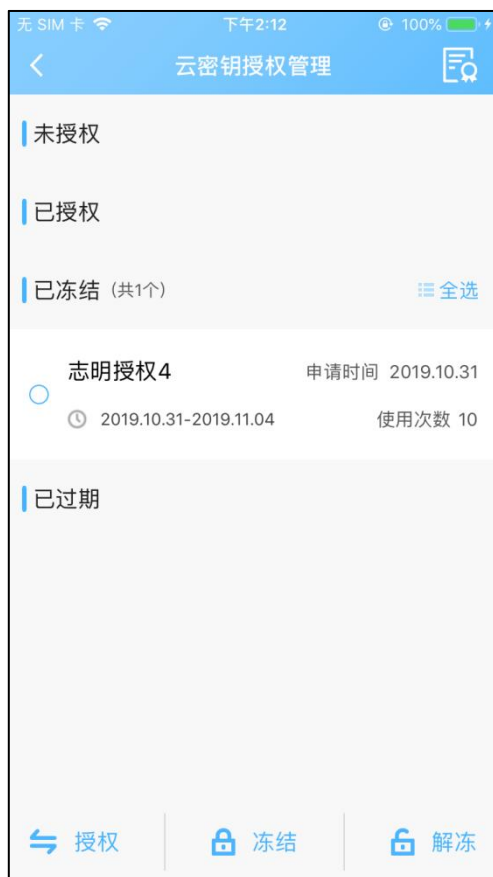 无 SIM 卡 下午2:12 100%
云密钥授权管理
未授权
已授权
已冻结 (共1个) 全选
志明授权4 申请时间 2019.10.31
2019.10.31-2019.11.04 使用次数 10
已过期
授权 冻结 解冻